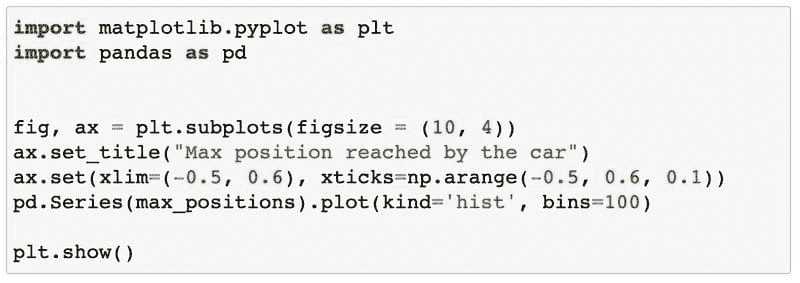 import matplotlib.pyplot as plt
import pandas as pd
fig, ax = plt.subplots(figsize = (10, 4))
ax.set_title("Max position reached by the car")
ax.set(xlim=(-0.5, 0.6), xticks=np.arange(-0.5, 0.6, 0.1))
pd.Series(max_positions).plot(kind='hist', bins=100)
plt.show()